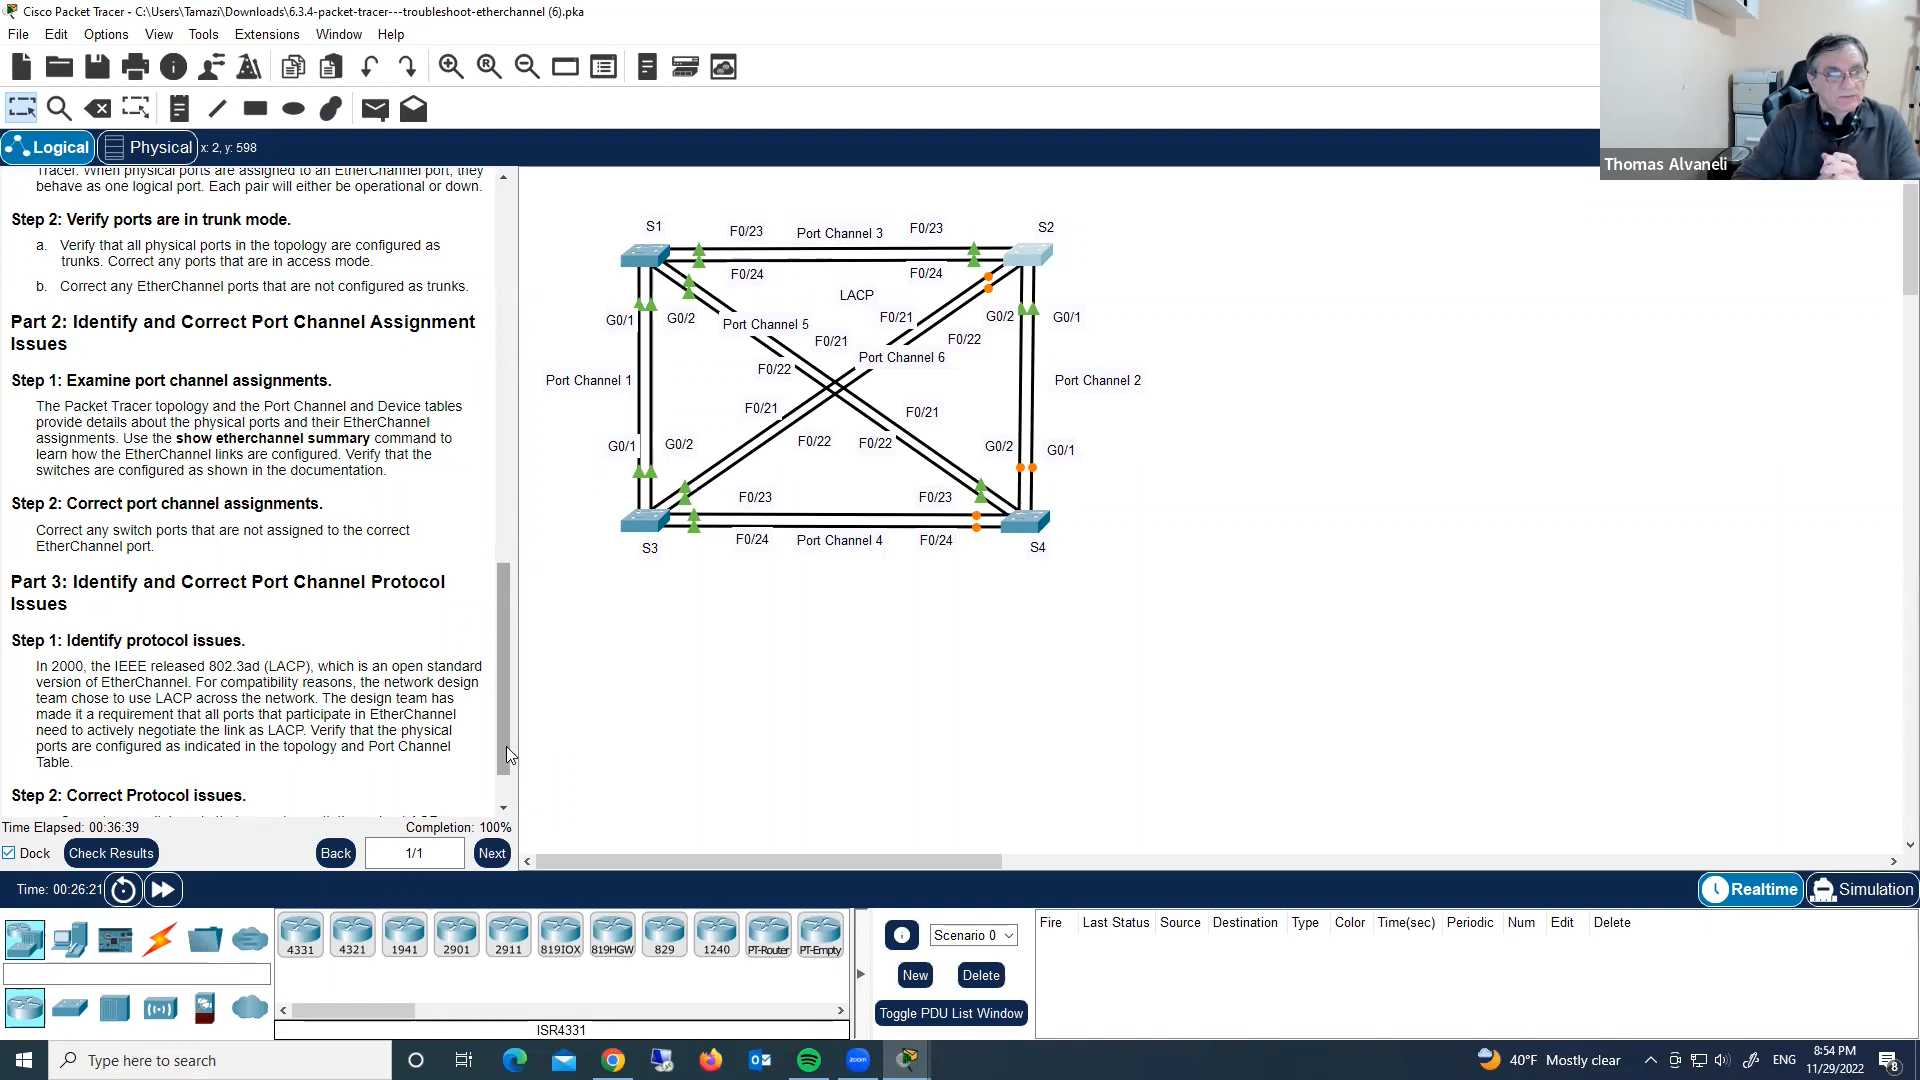 Cisco Packet Tracer - C:\Users\Tamazi\Downloads\6.3.4-packet-tracer---troubleshoot-etherchannel (6).pka
File Edit Options View Tools Extensions Window Help
Logical Physical x: 2, y: 598
Thomas Alvaneli
Tracer. When physical ports are assigned to an EtherChannel port, they
behave as one logical port. Each pair will either be operational or down.
Step 2: Verify ports are in trunk mode.
a. Verify that all physical ports in the topology are configured as
trunks. Correct any ports that are in access mode.
b. Correct any EtherChannel ports that are not configured as trunks.
Part 2: Identify and Correct Port Channel Assignment
Issues
Step 1: Examine port channel assignments.
The Packet Tracer topology and the Port Channel and Device tables
provide details about the physical ports and their EtherChannel
assignments. Use the show etherchannel summary command to
learn how the EtherChannel links are configured. Verify that the
switches are configured as shown in the documentation.
Step 2: Correct port channel assignments.
Correct any switch ports that are not assigned to the correct
EtherChannel port.
Part 3: Identify and Correct Port Channel Protocol
Issues
Step 1: Identify protocol issues.
In 2000, the IEEE released 802.3ad (LACP), which is an open standard
version of EtherChannel. For compatibility reasons, the network design
team chose to use LACP across the network. The design team has
made it a requirement that all ports that participate in EtherChannel
need to actively negotiate the link as LACP. Verify that the physical
ports are configured as indicated in the topology and Port Channel
Table.
Step 2: Correct Protocol issues.
Time Elapsed: 00:36:39 Completion: 100%
Dock Check Results Back 1/1 Next
S1 F0/23 Port Channel 3 F0/23 S2
F0/24 F0/24
LACP
G0/1 G0/2 Port Channel 5 F0/21 G0/2 G0/1
F0/21 F0/22
Port Channel 6
F0/22
Port Channel 1 Port Channel 2
F0/21 F0/21
G0/1 G0/2 F0/22 F0/22 G0/2 G0/1
F0/23 F0/23
F0/24 Port Channel 4 F0/24
S3 S4
Time: 00:26:21 Realtime Simulation
4331 4321 1941 2901 2911 819IOX 819HGW 829 1240 PT-Router PT-Empty
ISR4331
Scenario 0
New Delete
Toggle PDU List Window
Fire Last Status Source Destination Type Color Time(sec) Periodic Num Edit Delete
Type here to search
zoom
40°F Mostly clear ENG
8:54 PM
11/29/2022
8